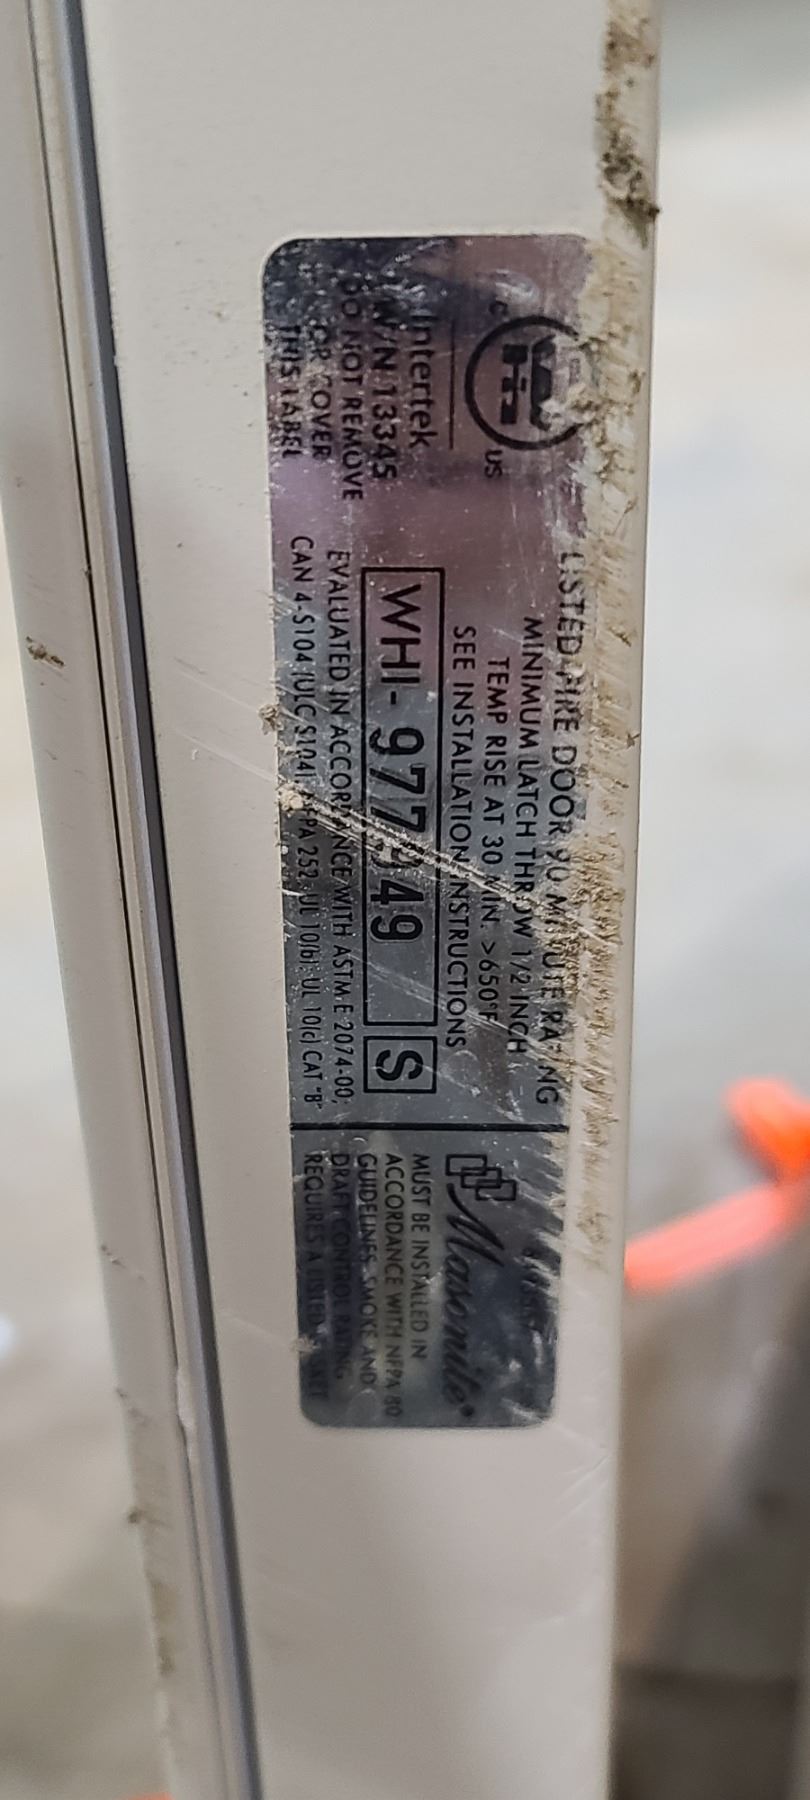 C US
Intertek
W/N 13345
DO NOT REMOVE
OR COVER
THIS LABEL
LISTED FIRE DOOR 90 MINUTE RATING
MINIMUM LATCH THROW 1/2 INCH
TEMP RISE AT 30 MIN. >650°F
SEE INSTALLATION INSTRUCTIONS
WHI- 977949 S
EVALUATED IN ACCORDANCE WITH ASTM E 2074-00,
CAN 4-S104 (ULC S104), NFPA 252, UL 10(b), UL 10(c) CAT "B"
Masonite®
MUST BE INSTALLED IN
ACCORDANCE WITH NFPA 80
GUIDELINES SMOKE AND
DRAFT CONTROL RATING
REQUIRES A LISTED GASKET